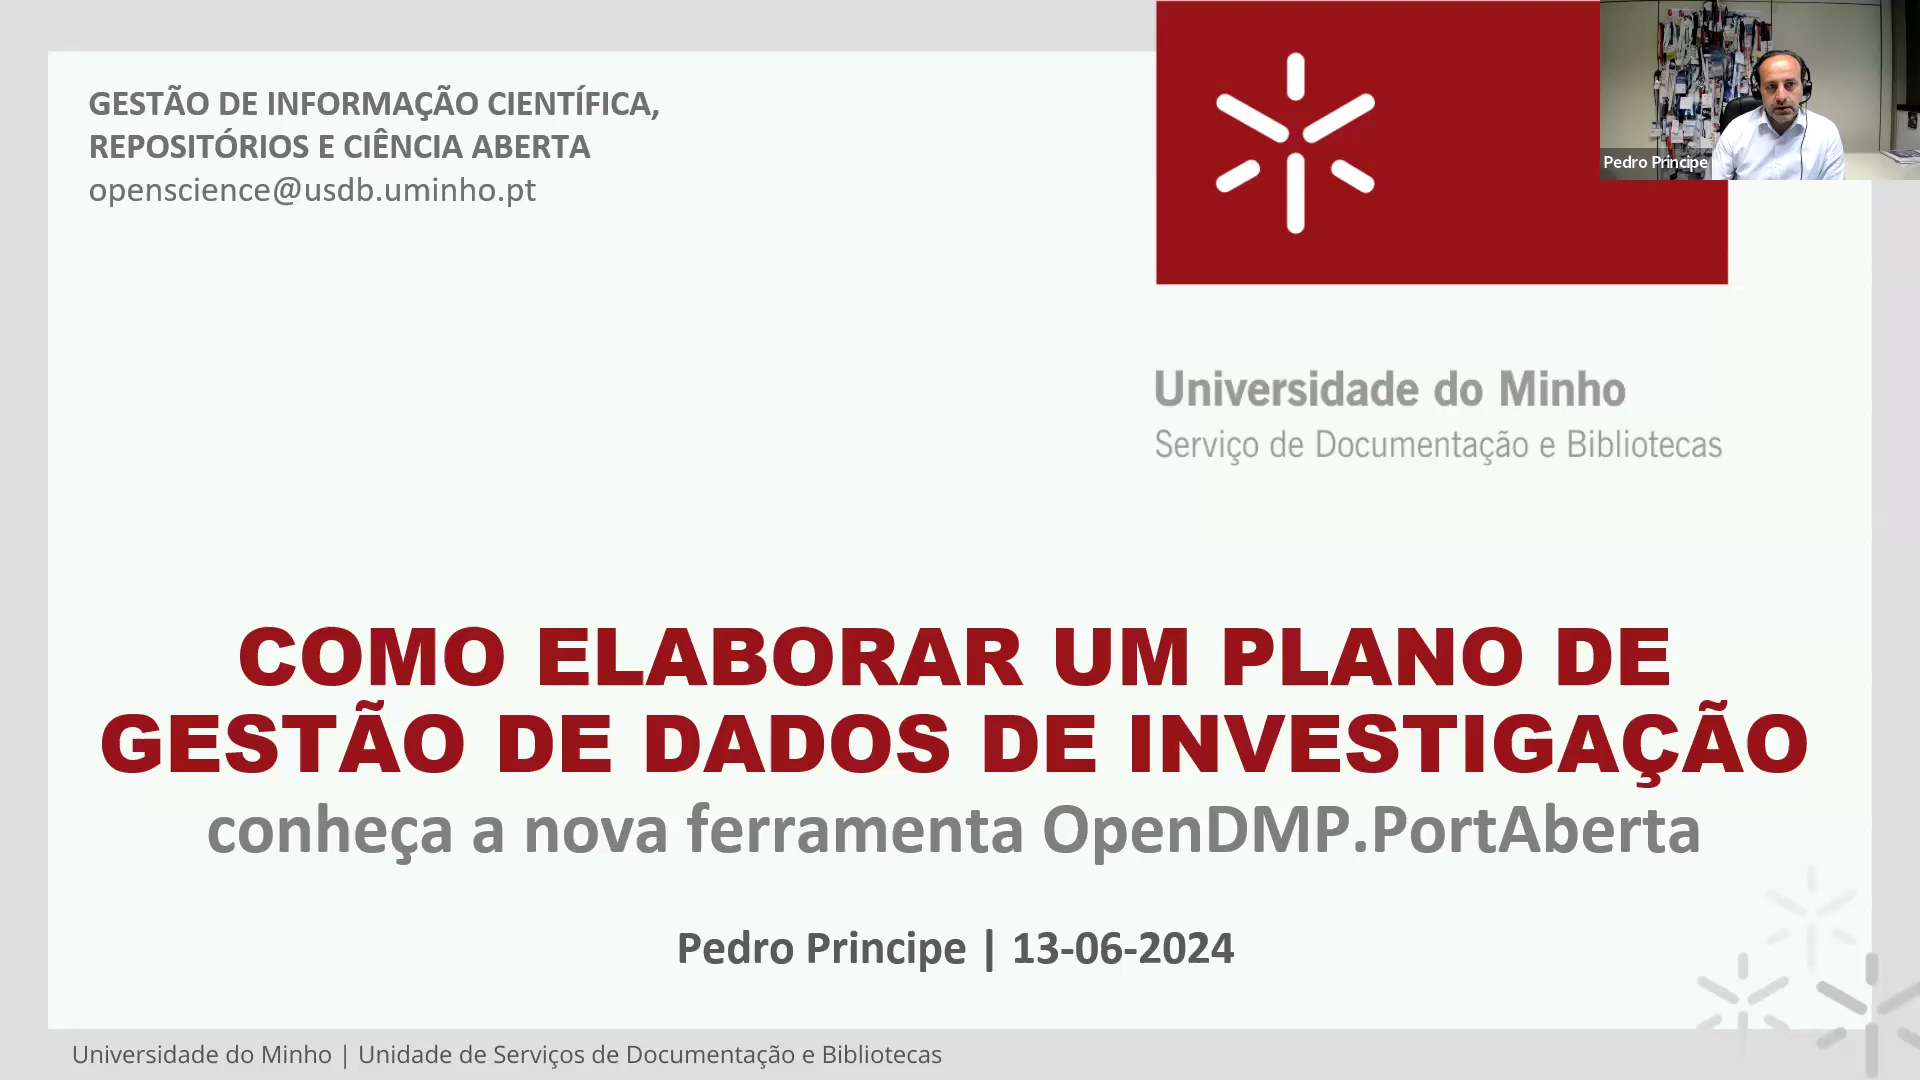 GESTÃO DE INFORMAÇÃO CIENTÍFICA,
REPOSITÓRIOS E CIÊNCIA ABERTA
openscience@usdb.uminho.pt
Pedro Principe
Universidade do Minho
Serviço de Documentação e Bibliotecas
COMO ELABORAR UM PLANO DE
GESTÃO DE DADOS DE INVESTIGAÇÃO
conheça a nova ferramenta OpenDMP.PortAberta
Pedro Principe | 13-06-2024
Universidade do Minho | Unidade de Serviços de Documentação e Bibliotecas